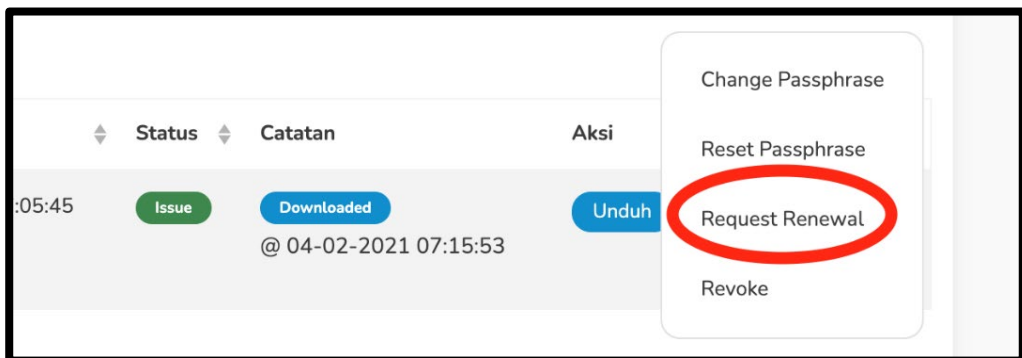 Change Passphrase
Status Catatan Aksi
Reset Passphrase
:05:45 Issue Downloaded Unduh
Request Renewal
@ 04-02-2021 07:15:53
Revoke